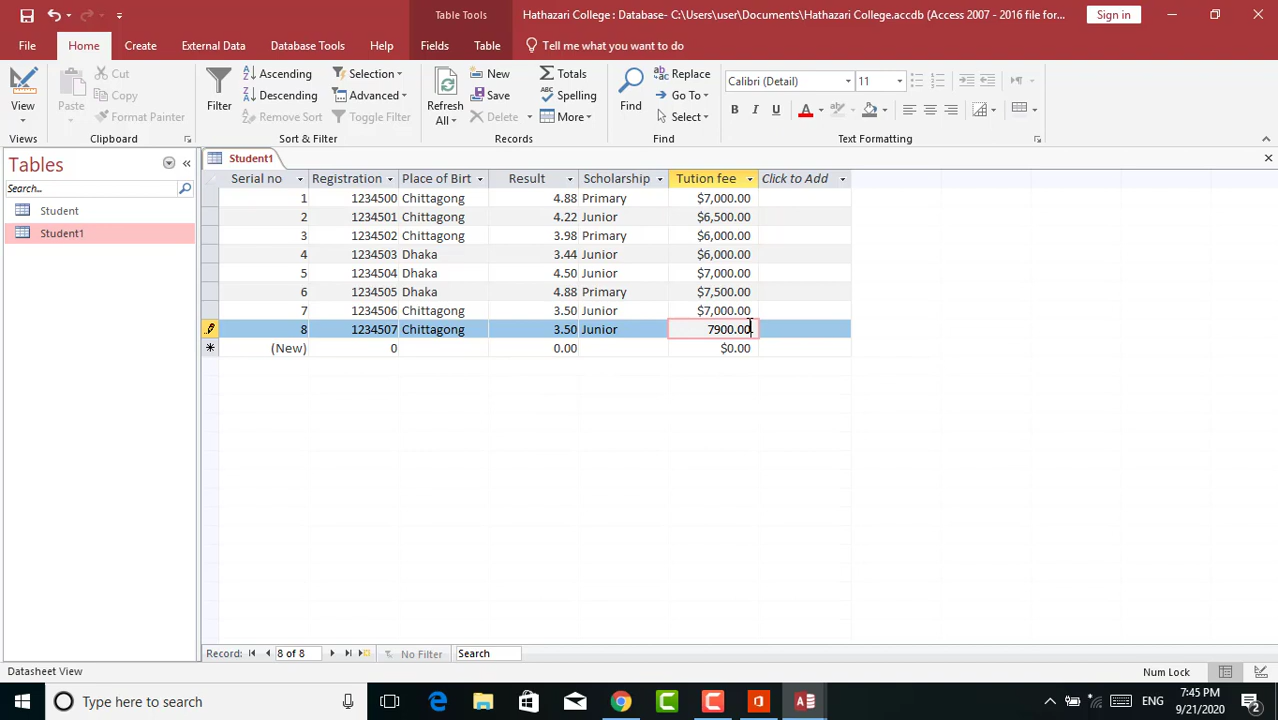 Table Tools
Hathazari College : Database- C:\Users\user\Documents\Hathazari College.accdb (Access 2007 - 2016 file for...
Sign in
File Home Create External Data Database Tools Help Fields Table Tell me what you want to do
View
Views
Paste
Cut
Copy
Format Painter
Clipboard
Filter
Ascending
Descending
Remove Sort
Selection
Advanced
Toggle Filter
Sort & Filter
Refresh All
New
Save
Delete
Totals
Spelling
More
Records
Find
Replace
Go To
Select
Find
Calibri (Detail) 11
B I U A
Text Formatting
Tables
Search...
Student
Student1
Student1
Serial no Registration Place of Birt Result Scholarship Tution fee Click to Add
1 1234500 Chittagong 4.88 Primary $7,000.00
2 1234501 Chittagong 4.22 Junior $6,500.00
3 1234502 Chittagong 3.98 Primary $6,000.00
4 1234503 Dhaka 3.44 Junior $6,000.00
5 1234504 Dhaka 4.50 Junior $7,000.00
6 1234505 Dhaka 4.88 Primary $7,500.00
7 1234506 Chittagong 3.50 Junior $7,000.00
8 1234507 Chittagong 3.50 Junior 7900.00
(New) 0 0.00 $0.00
Record: 8 of 8 No Filter Search
Datasheet View
Num Lock
Type here to search
ENG
7:45 PM
9/21/2020
2